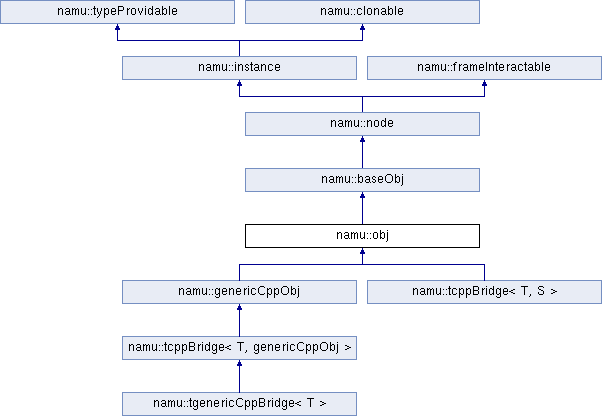 namu::typeProvidable
namu::clonable
namu::instance
namu::frameInteractable
namu::node
namu::baseObj
namu::obj
namu::genericCppObj
namu::tcppBridge< T, S >
namu::tcppBridge< T, genericCppObj >
namu::tgenericCppBridge< T >